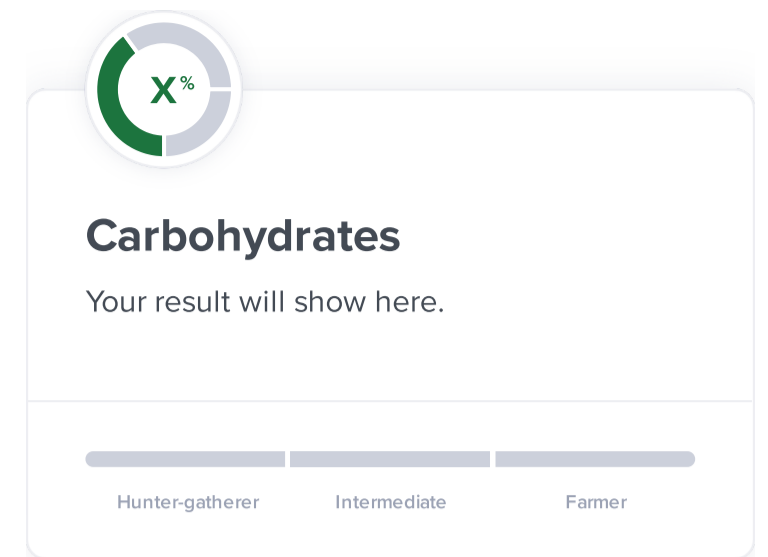 X%
Carbohydrates
Your result will show here.
Hunter-gatherer Intermediate Farmer